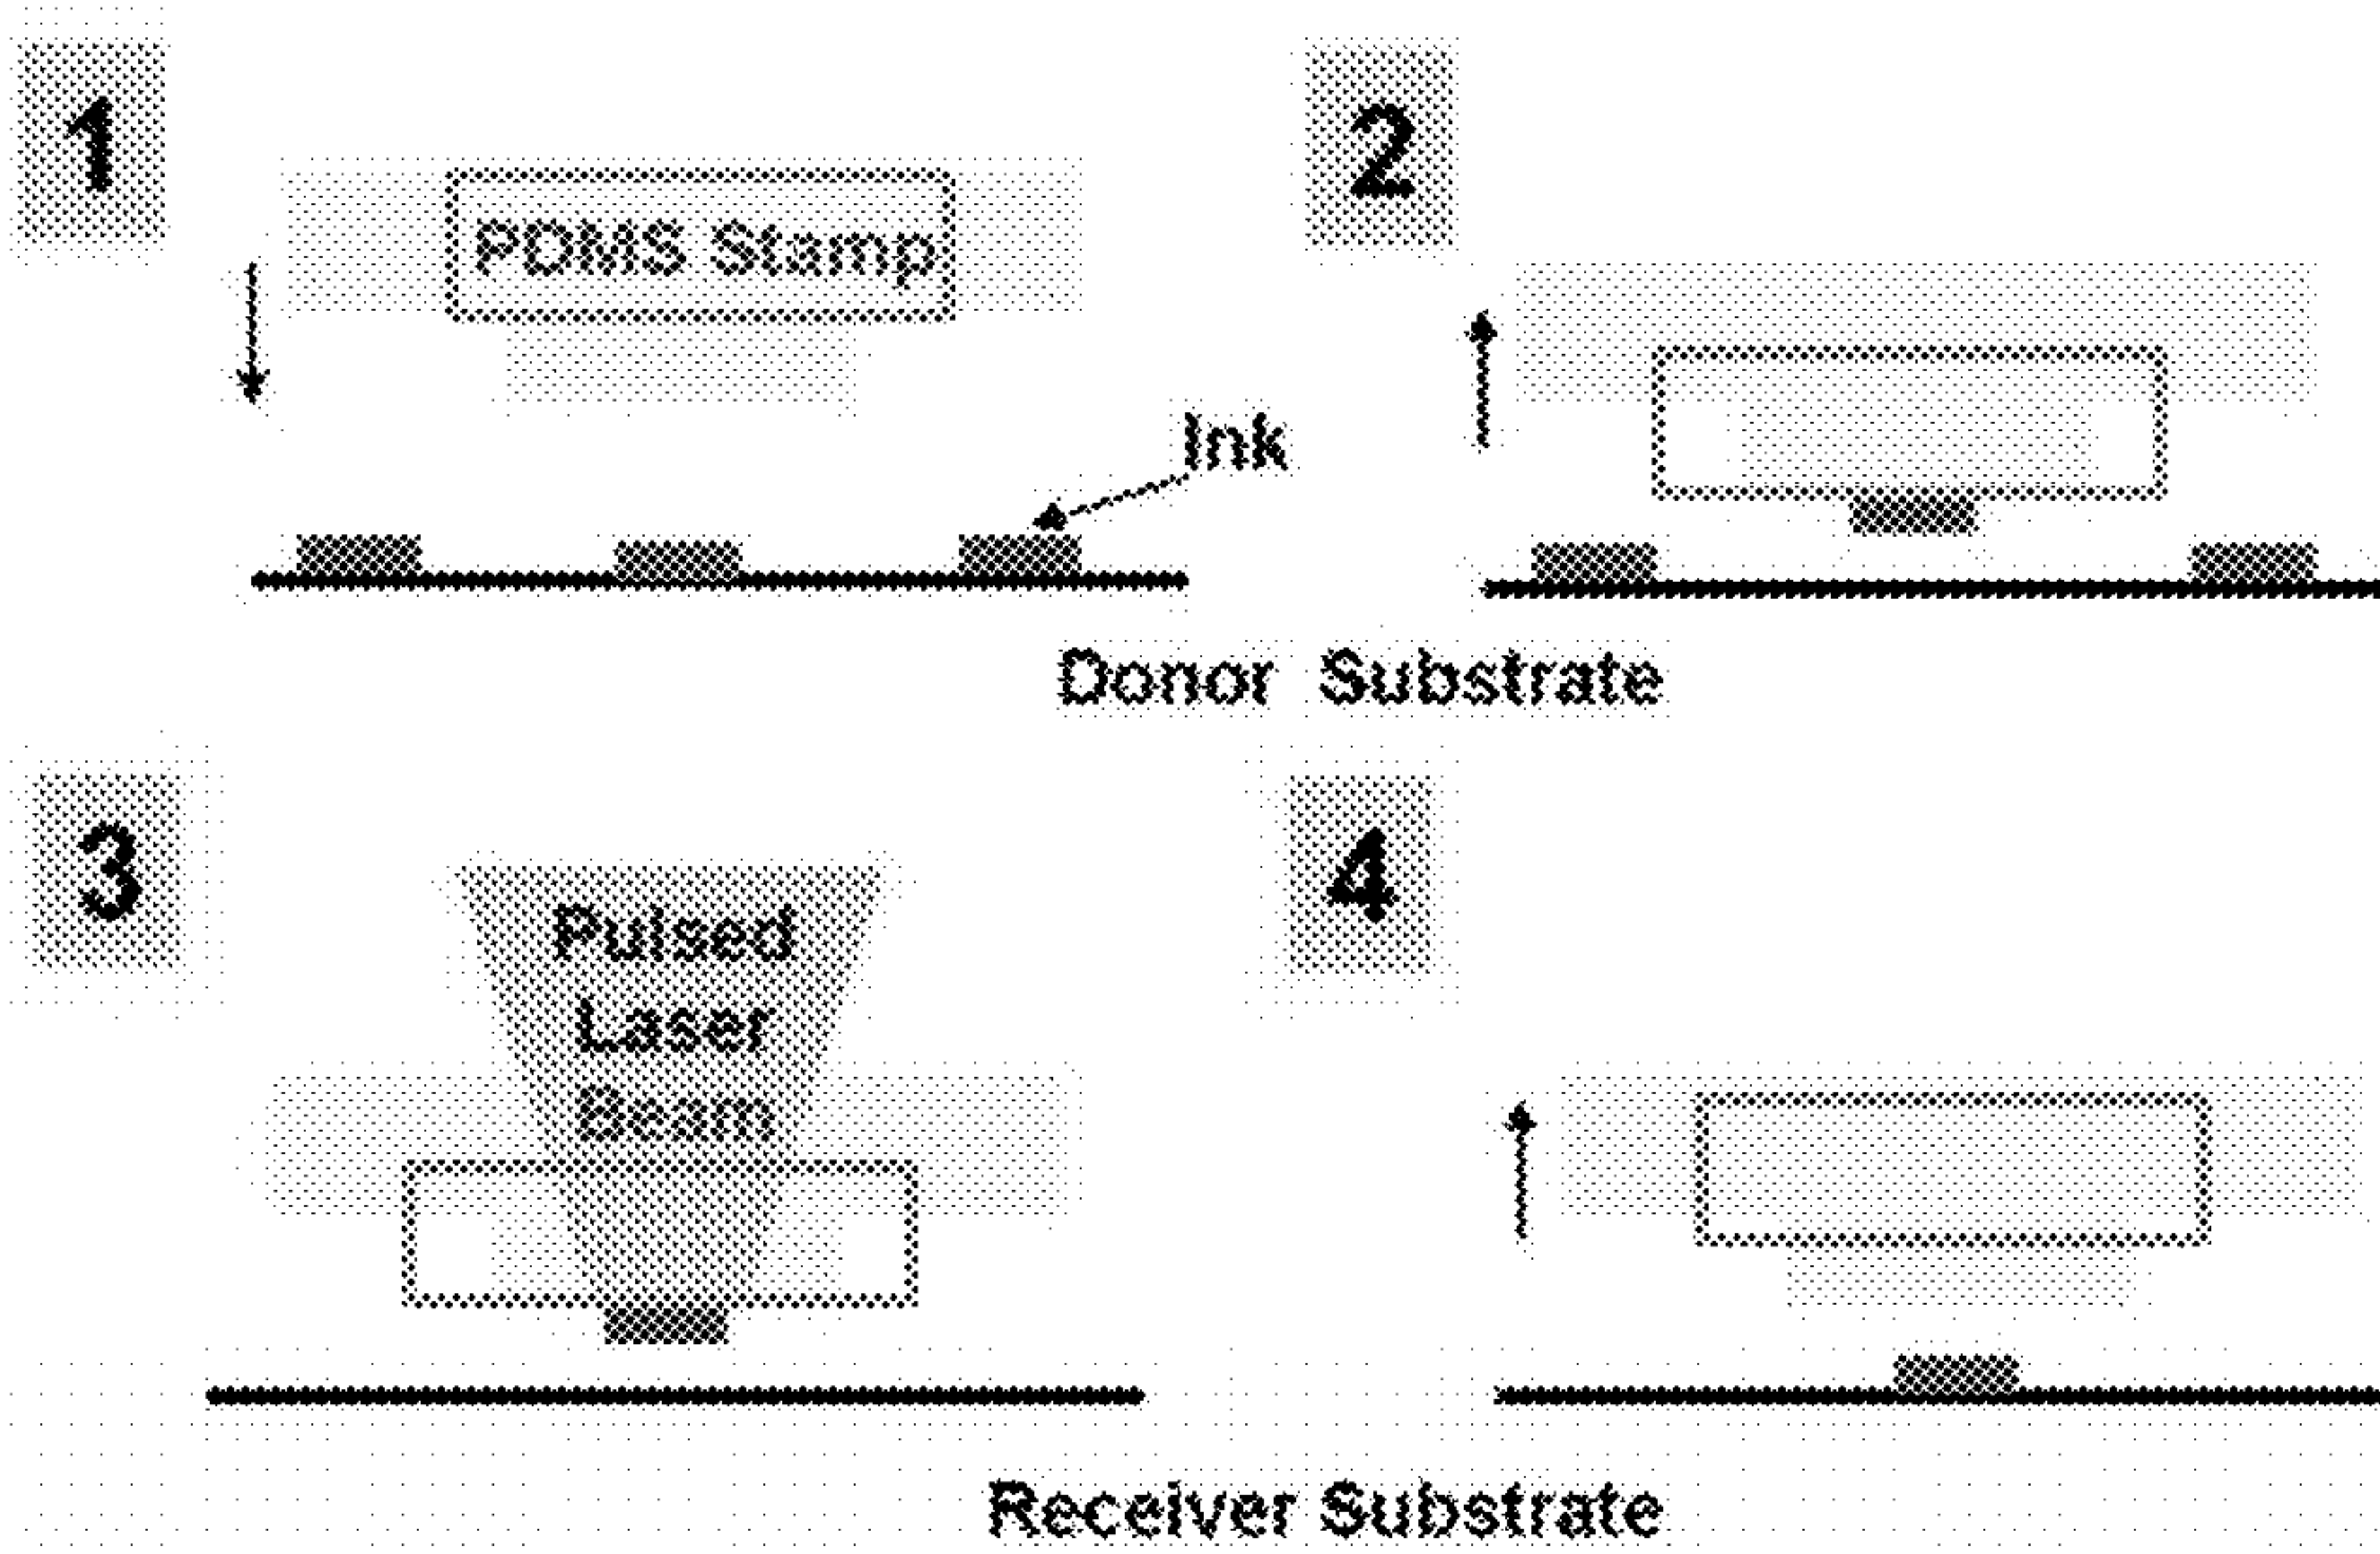 1
2
PDMS Stamp
Ink
Donor Substrate
3
4
Pulsed
Laser
Beam
Receiver Substrate